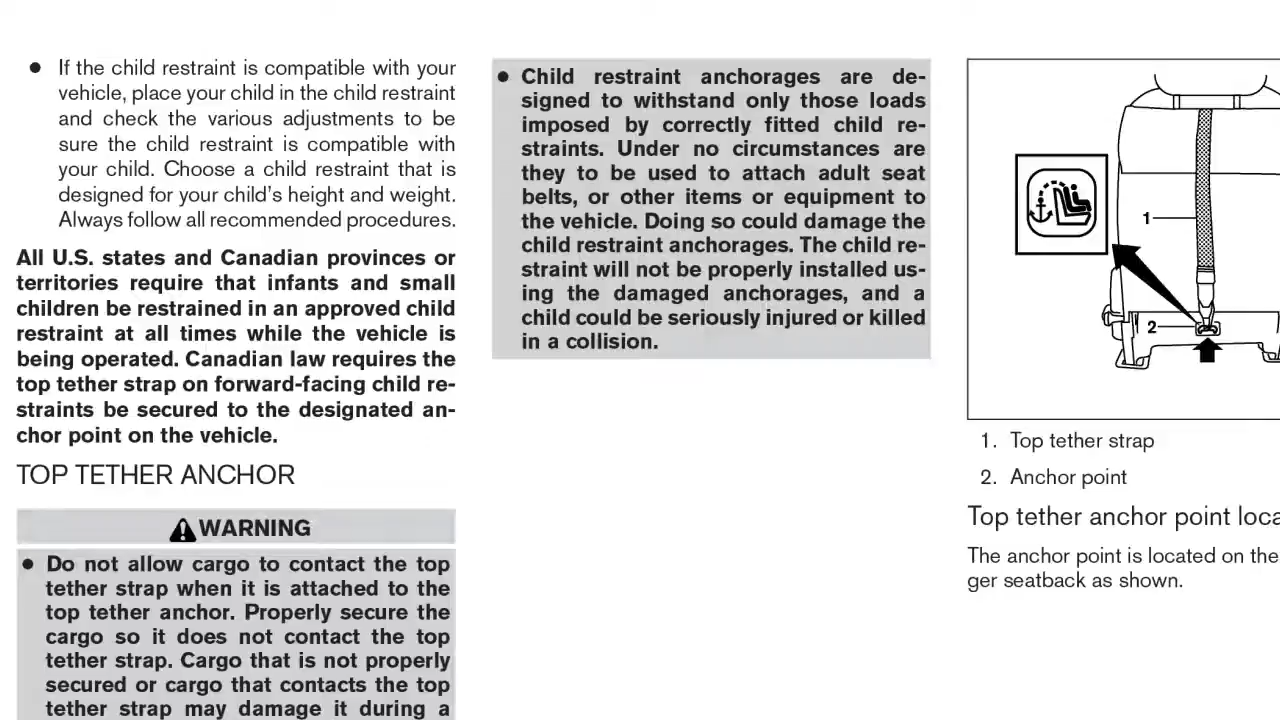 ● If the child restraint is compatible with your
vehicle, place your child in the child restraint
and check the various adjustments to be
sure the child restraint is compatible with
your child. Choose a child restraint that is
designed for your child's height and weight.
Always follow all recommended procedures.
All U.S. states and Canadian provinces or
territories require that infants and small
children be restrained in an approved child
restraint at all times while the vehicle is
being operated. Canadian law requires the
top tether strap on forward-facing child re-
straints be secured to the designated an-
chor point on the vehicle.
TOP TETHER ANCHOR
WARNING
● Do not allow cargo to contact the top
tether strap when it is attached to the
top tether anchor. Properly secure the
cargo so it does not contact the top
tether strap. Cargo that is not properly
secured or cargo that contacts the top
tether strap may damage it during a
● Child restraint anchorages are de-
signed to withstand only those loads
imposed by correctly fitted child re-
straints. Under no circumstances are
they to be used to attach adult seat
belts, or other items or equipment to
the vehicle. Doing so could damage the
child restraint anchorages. The child re-
straint will not be properly installed us-
ing the damaged anchorages, and a
child could be seriously injured or killed
in a collision.
1
2
1. Top tether strap
2. Anchor point
Top tether anchor point loca
The anchor point is located on the
ger seatback as shown.